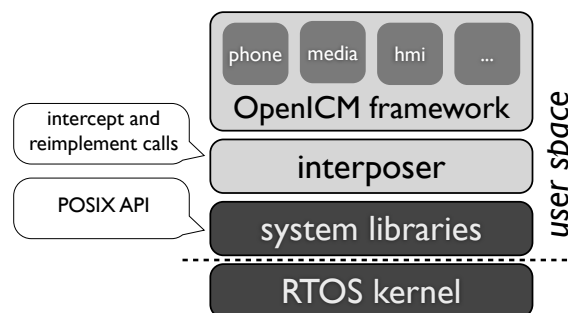 phone media hmi ...
OpenICM framework
intercept and
reimplement calls
interposer
POSIX API
system libraries
user space
RTOS kernel